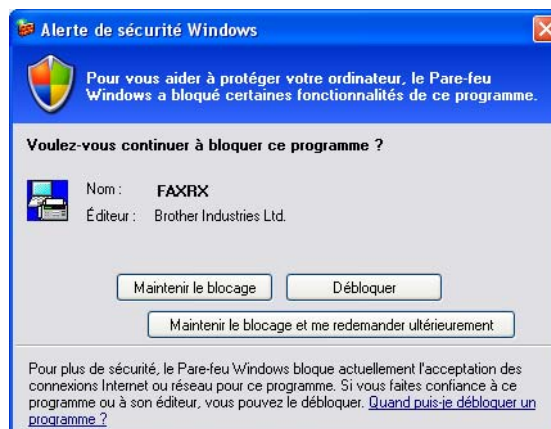 Alerte de sécurité Windows
Pour vous aider à protéger votre ordinateur, le Pare-feu
Windows a bloqué certaines fonctionnalités de ce programme.
Voulez-vous continuer à bloquer ce programme ?
Nom : FAXRX
Éditeur : Brother Industries Ltd.
Maintenir le blocage Débloquer
Maintenir le blocage et me redemander ultérieurement
Pour plus de sécurité, le Pare-feu Windows bloque actuellement l'acceptation des
connexions Internet ou réseau pour ce programme. Si vous faites confiance à ce
programme ou à son éditeur, vous pouvez le débloquer. Quand puis-je débloquer un
programme ?